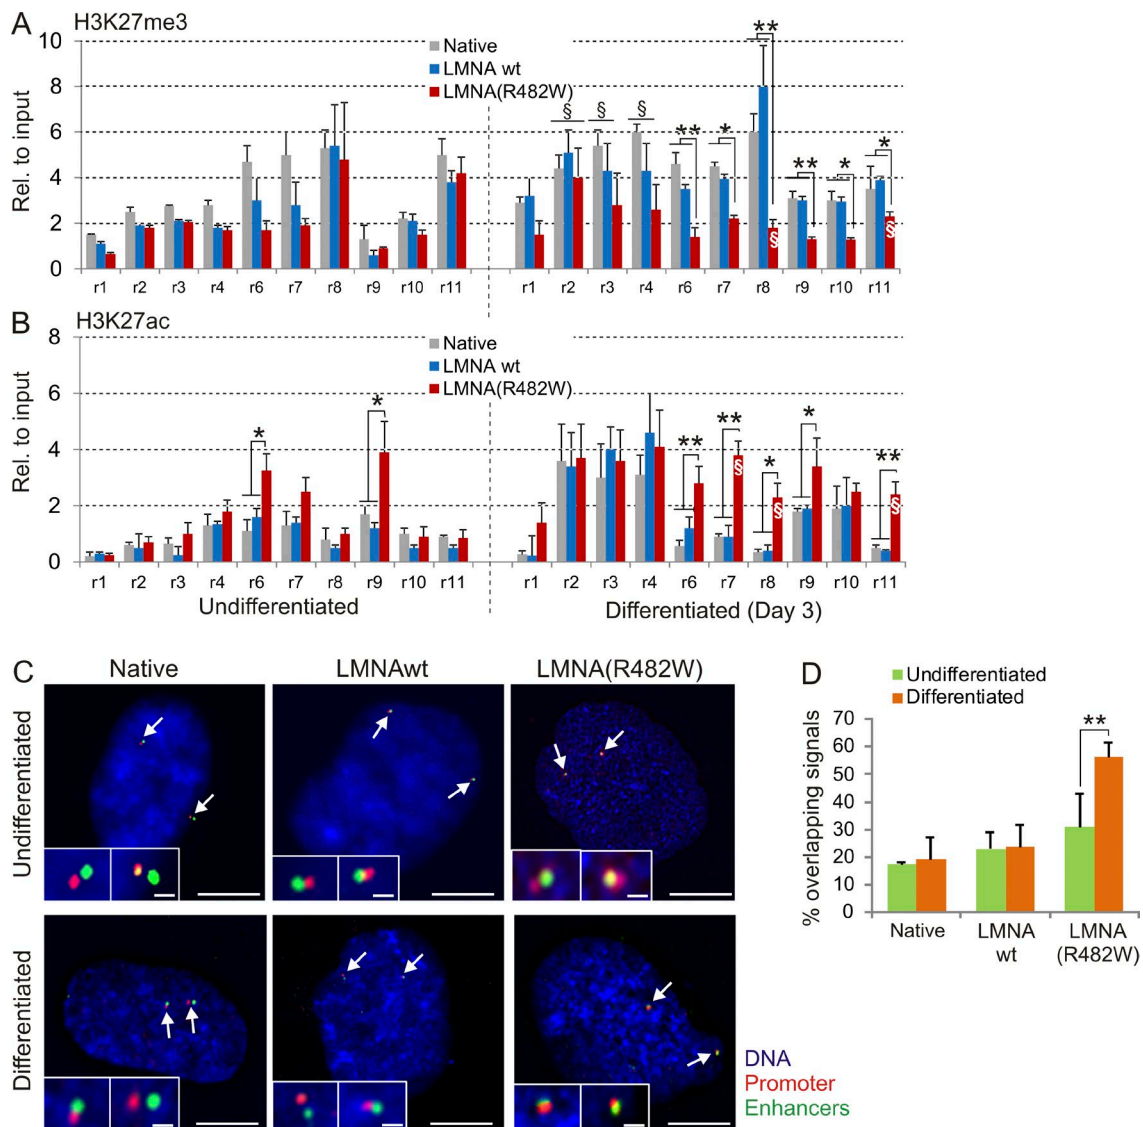 A H3K27me3
Native
LMNA wt
LMNA(R482W)
Rel. to input
10
8
6
4
2
0
§ § § ** * ** ** * *
§ §
r1 r2 r3 r4 r6 r7 r8 r9 r10 r11 r1 r2 r3 r4 r6 r7 r8 r9 r10 r11
B H3K27ac
Native
LMNA wt
LMNA(R482W)
Rel. to input
8
6
4
2
0
* * ** ** * * **
§ § §
r1 r2 r3 r4 r6 r7 r8 r9 r10 r11 r1 r2 r3 r4 r6 r7 r8 r9 r10 r11
Undifferentiated Differentiated (Day 3)
C Native LMNAwt LMNA(R482W)
Undifferentiated
Differentiated
DNA
Promoter
Enhancers
D
Undifferentiated
Differentiated
% overlapping signals
70
60
50
40
30
20
10
0
**
Native LMNA wt LMNA (R482W)